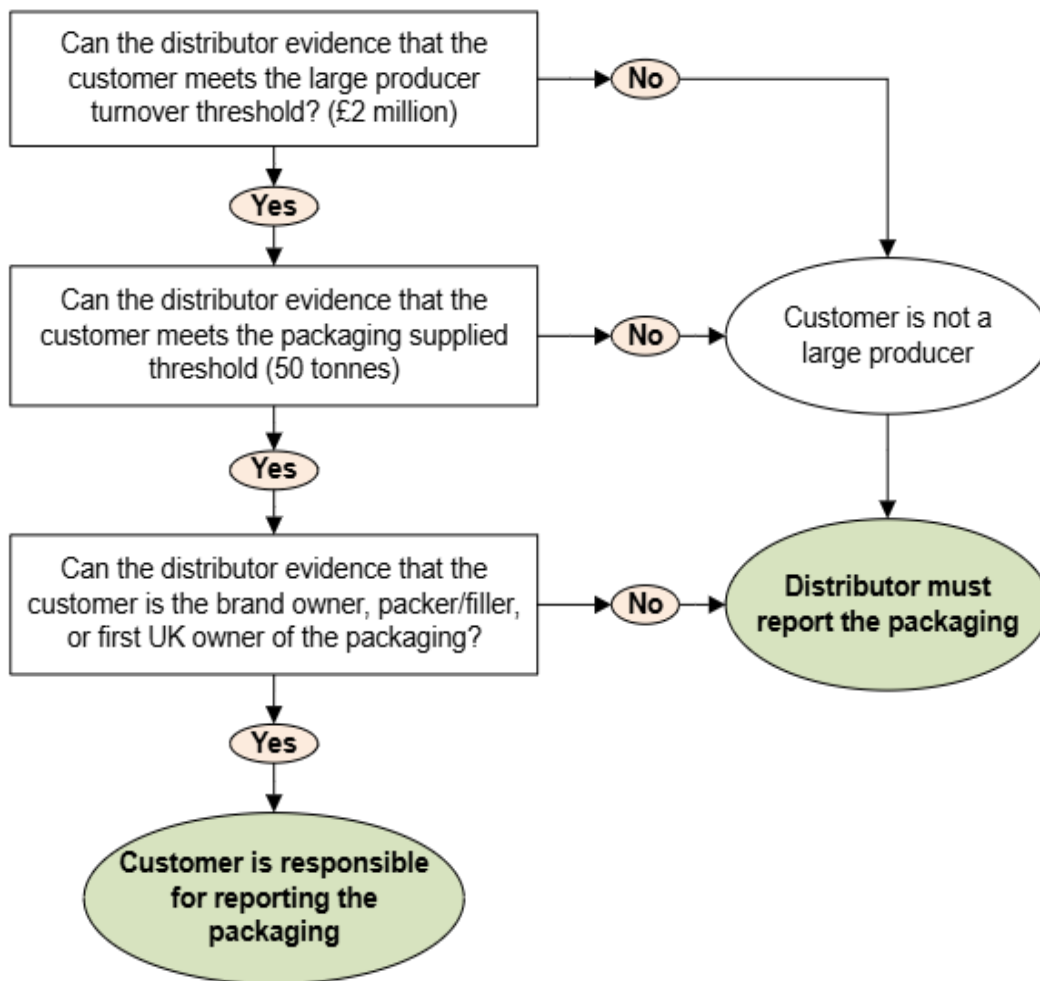 Can the distributor evidence that the
customer meets the large producer
turnover threshold? (£2 million)
No
Yes
Can the distributor evidence that the
customer meets the packaging supplied
threshold (50 tonnes)
No
Customer is not a
large producer
Yes
Can the distributor evidence that the
customer is the brand owner, packer/filler,
or first UK owner of the packaging?
No
Distributor must
report the packaging
Yes
Customer is responsible
for reporting the
packaging